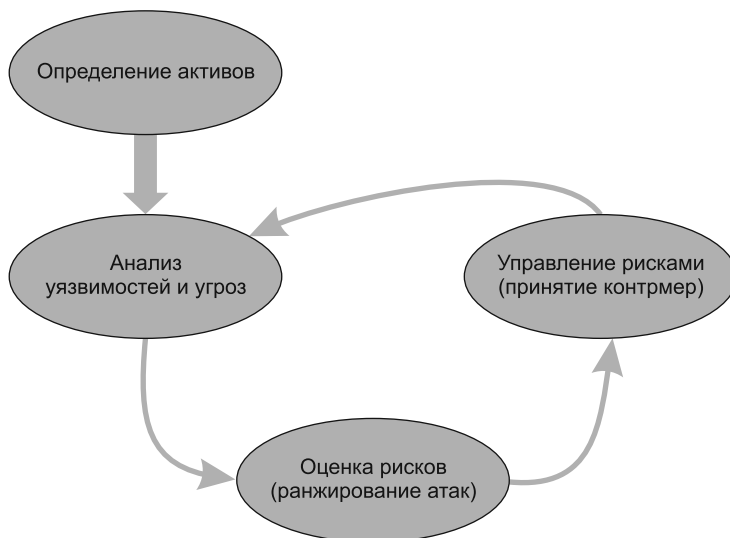 Определение активов
Анализ
уязвимостей и угроз
Управление рисками
(принятие контрмер)
Оценка рисков
(ранжирование атак)